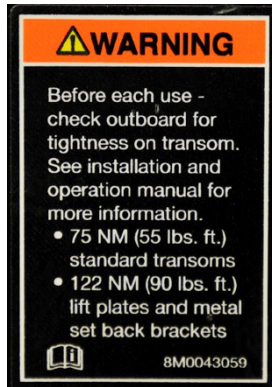 WARNING
Before each use -
check outboard for
tightness on transom.
See installation and
operation manual for
more information.
• 75 NM (55 lbs. ft.)
standard transoms
• 122 NM (90 lbs. ft.)
lift plates and metal
set back brackets
8M0043059